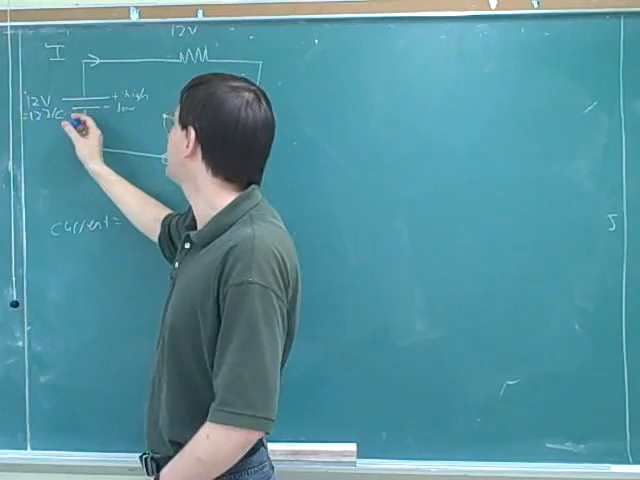 12V
I
+ high
12V
- low
=12J/C
Current=
J